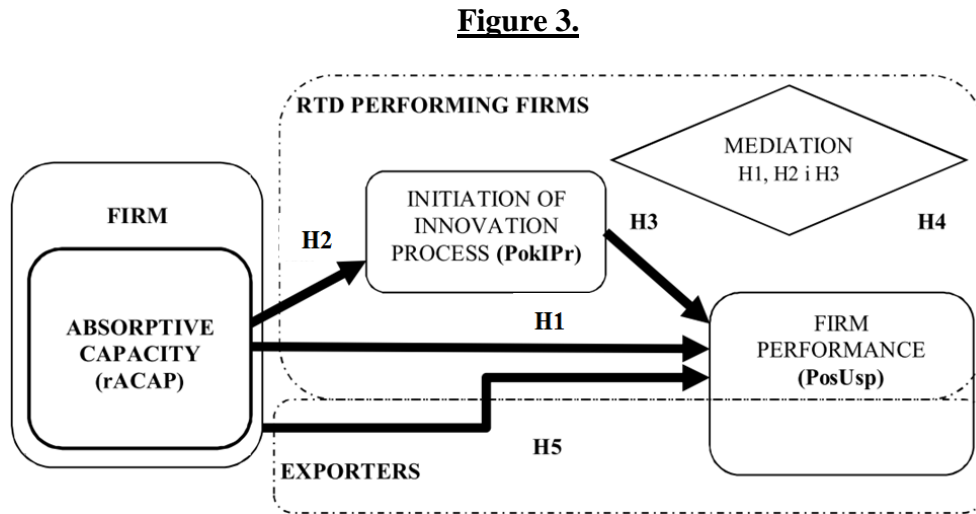 Figure 3.
RTD PERFORMING FIRMS
MEDIATION
H1, H2 i H3
FIRM
INITIATION OF
INNOVATION
PROCESS (PokIPr)
H2
H3
H4
ABSORPTIVE
CAPACITY
(rACAP)
H1
FIRM
PERFORMANCE
(PosUsp)
H5
EXPORTERS